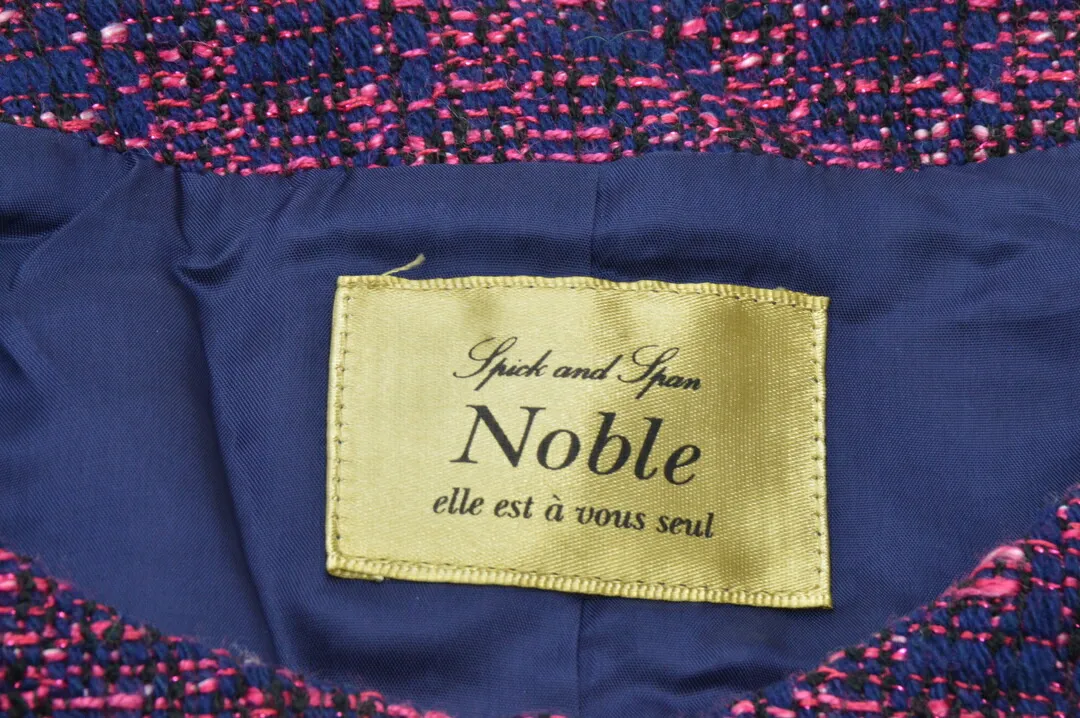 Spick and Span
Noble
elle est à vous seul